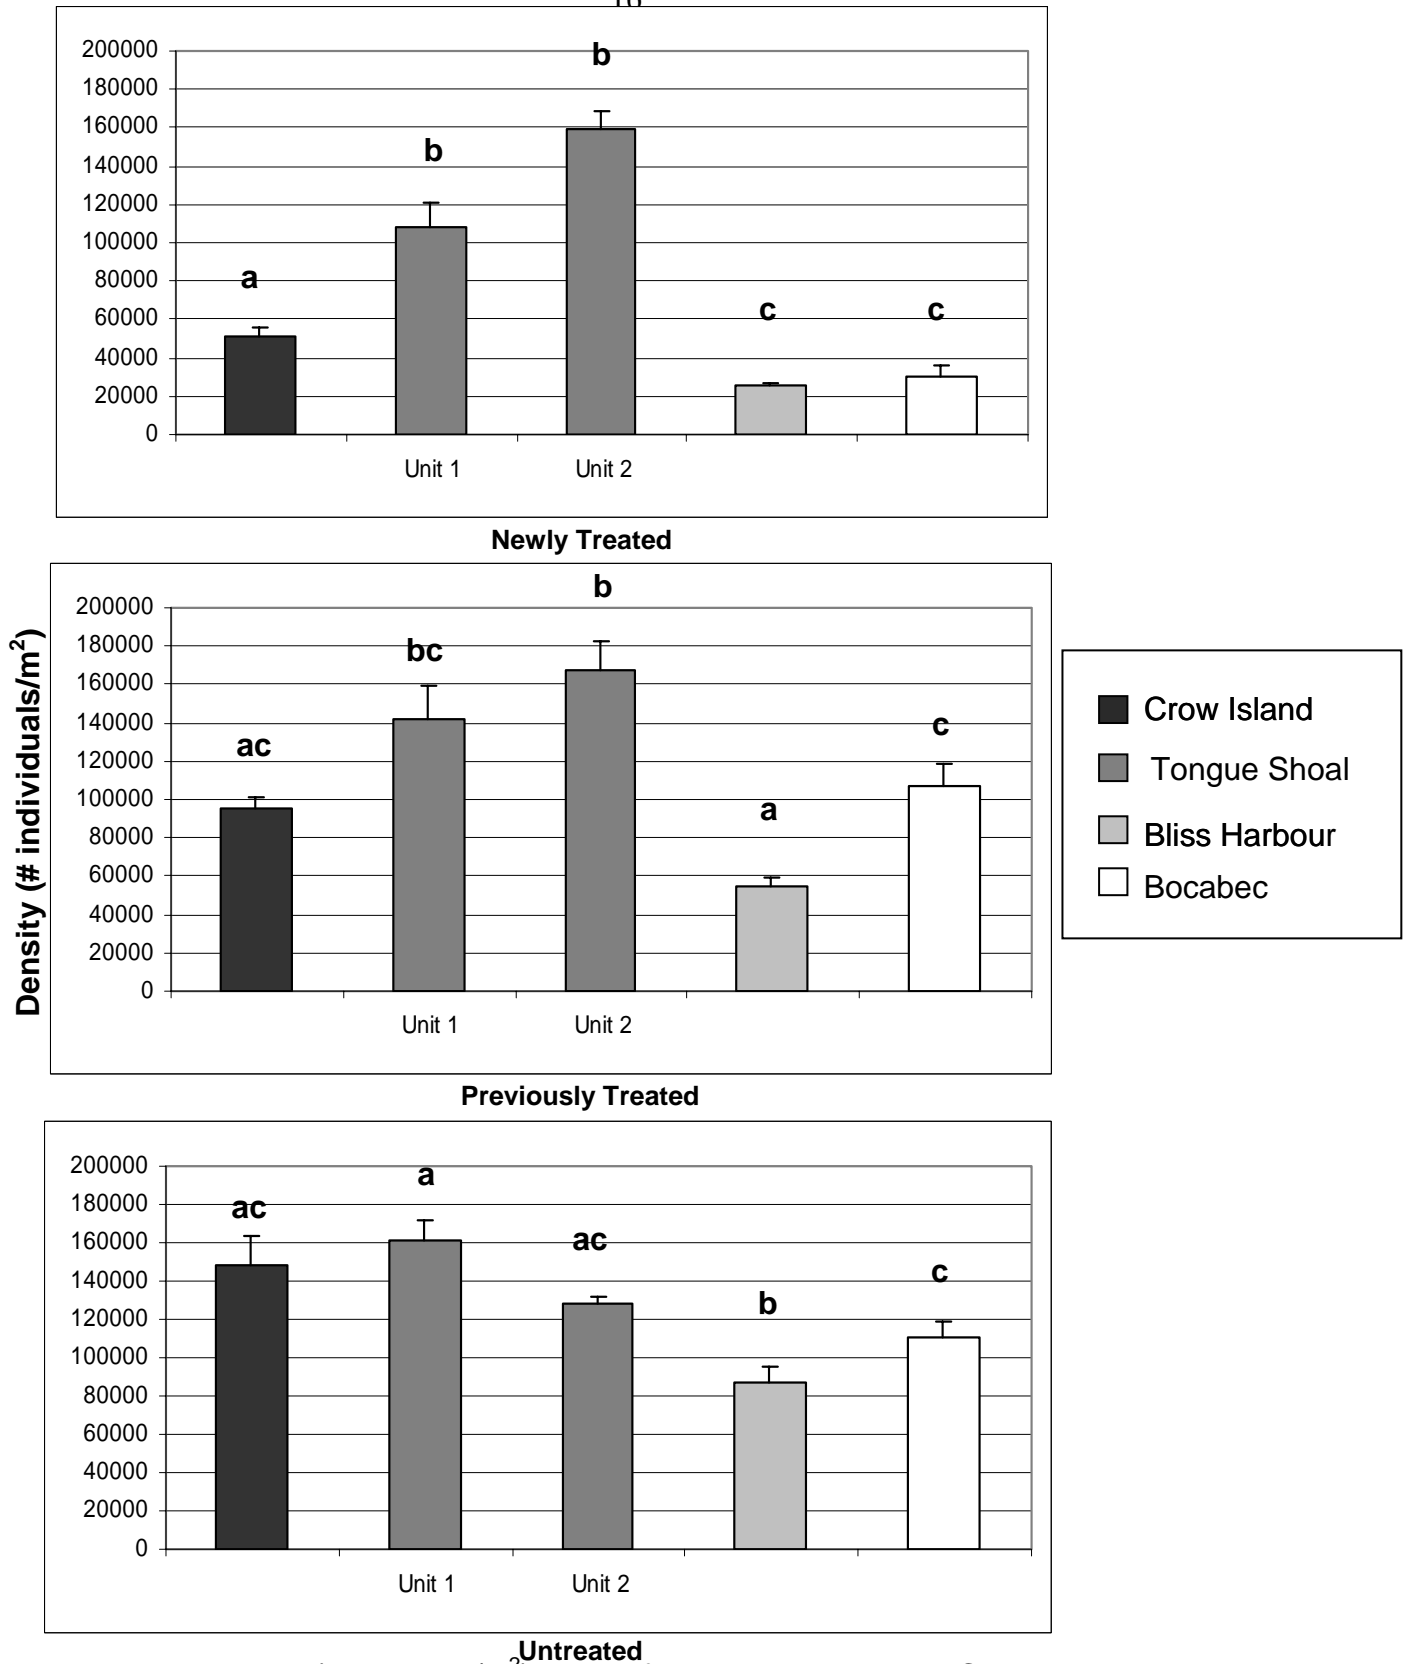 200000
180000
160000
140000
120000
100000
80000
60000
40000
20000
0
a
b
b
c
c
Unit 1 Unit 2
Newly Treated
Density (# individuals/m²)
200000
180000
160000
140000
120000
100000
80000
60000
40000
20000
0
ac
bc
b
a
c
Unit 1 Unit 2
Previously Treated
Crow Island
Tongue Shoal
Bliss Harbour
Bocabec
200000
180000
160000
140000
120000
100000
80000
60000
40000
20000
0
ac
a
ac
b
c
Unit 1 Unit 2
Untreated